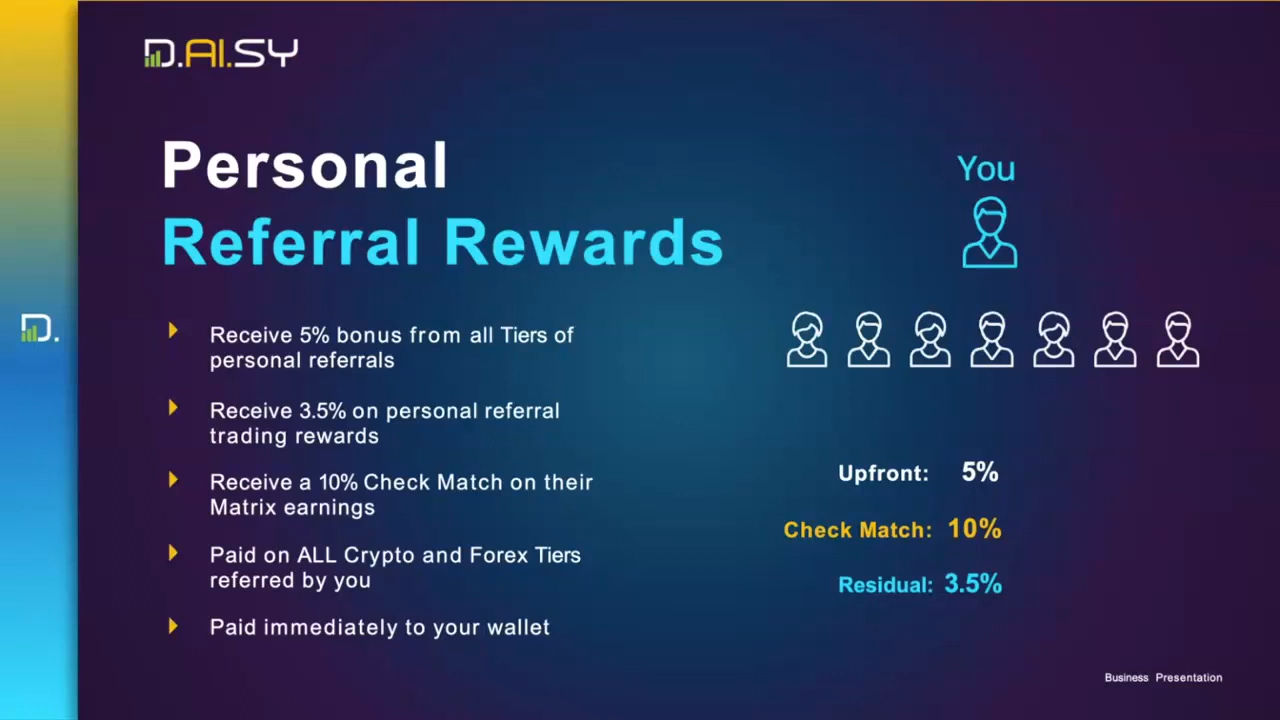 D.AI.SY
Personal
Referral Rewards
You
D.
Receive 5% bonus from all Tiers of
personal referrals
Receive 3.5% on personal referral
trading rewards
Receive a 10% Check Match on their
Matrix earnings
Paid on ALL Crypto and Forex Tiers
referred by you
Paid immediately to your wallet
Upfront: 5%
Check Match: 10%
Residual: 3.5%
Business Presentation